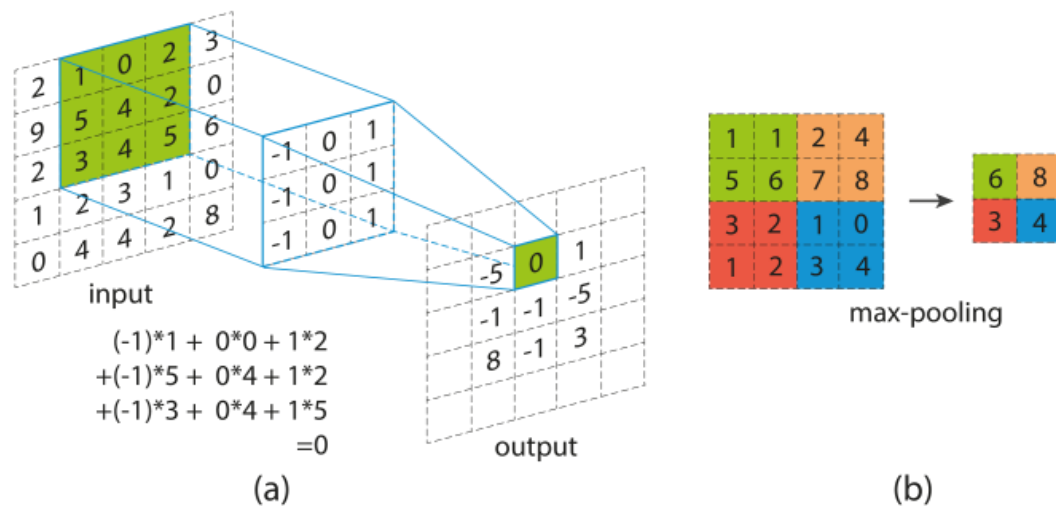 2 1 0 2 3
9 5 4 2 0
2 3 4 5 6
1 2 3 1 0
0 4 4 2 8
input
-1 0 1
-1 0 1
-1 0 1
-5 0 1
-1 -1 -5
8 -1 3
output
(-1)*1 + 0*0 + 1*2
+(-1)*5 + 0*4 + 1*2
+(-1)*3 + 0*4 + 1*5
=0
(a)
1 1 2 4
5 6 7 8
3 2 1 0
1 2 3 4
6 8
3 4
max-pooling
(b)